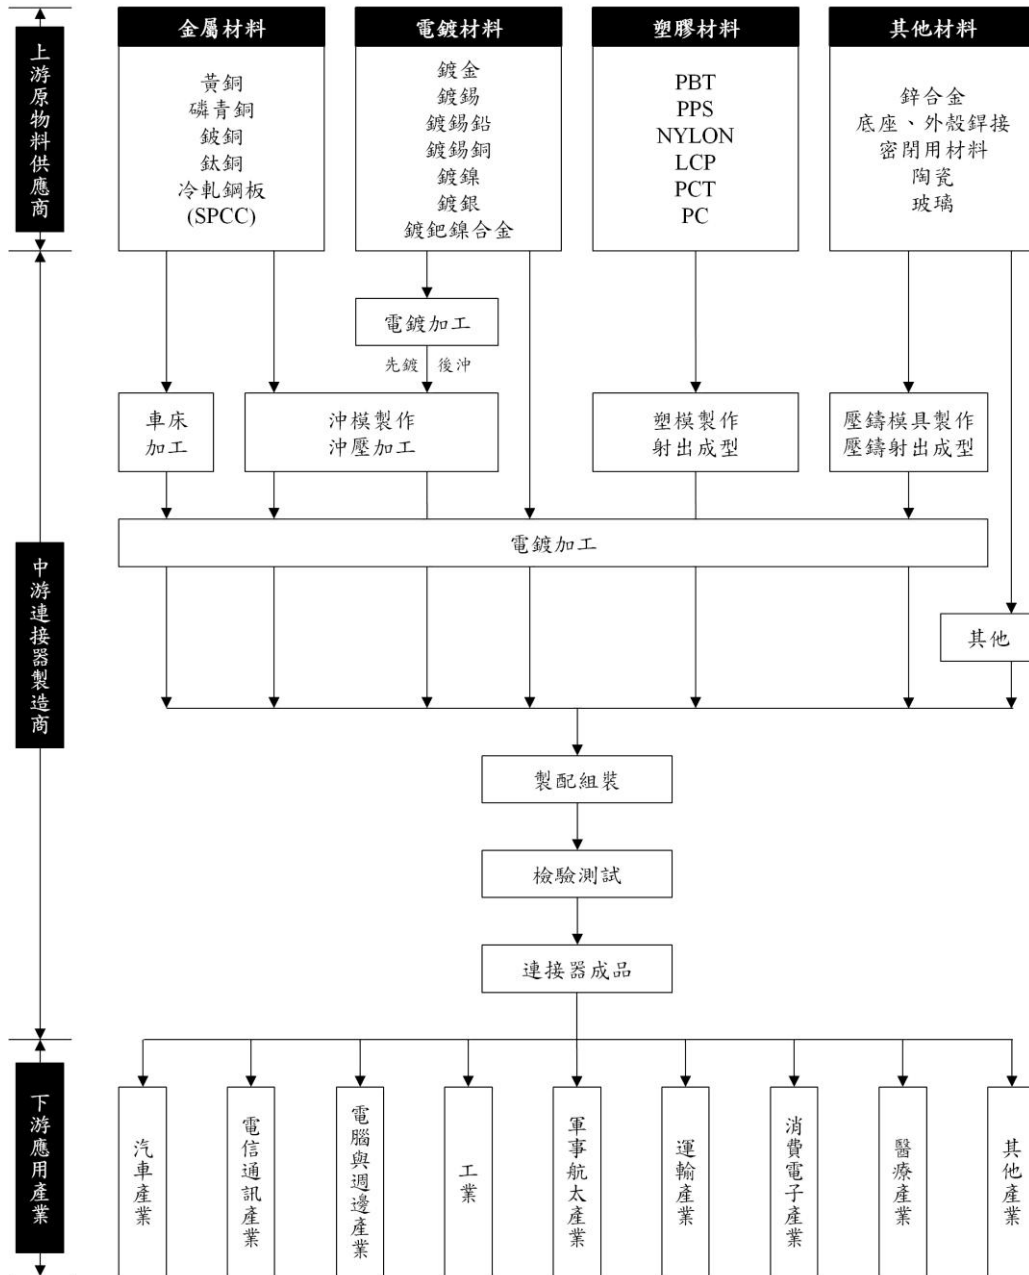 上游原物料供應商
金屬材料
黃銅
磷青銅
鈹銅
鈦銅
冷軋鋼板
(SPCC)
電鍍材料
鍍金
鍍錫
鍍錫鉛
鍍錫銅
鍍鎳
鍍銀
鍍鈀鎳合金
塑膠材料
PBT
PPS
NYLON
LCP
PCT
PC
其他材料
鋅合金
底座、外殼銲接
密閉用材料
陶瓷
玻璃
中游連接器製造商
電鍍加工
先鍍 後沖
車床
加工
沖模製作
沖壓加工
塑模製作
射出成型
壓鑄模具製作
壓鑄射出成型
電鍍加工
其他
製配組裝
檢驗測試
連接器成品
下游應用產業
汽車產業
電信通訊產業
電腦與週邊產業
工業
軍事航太產業
運輸產業
消費電子產業
醫療產業
其他產業